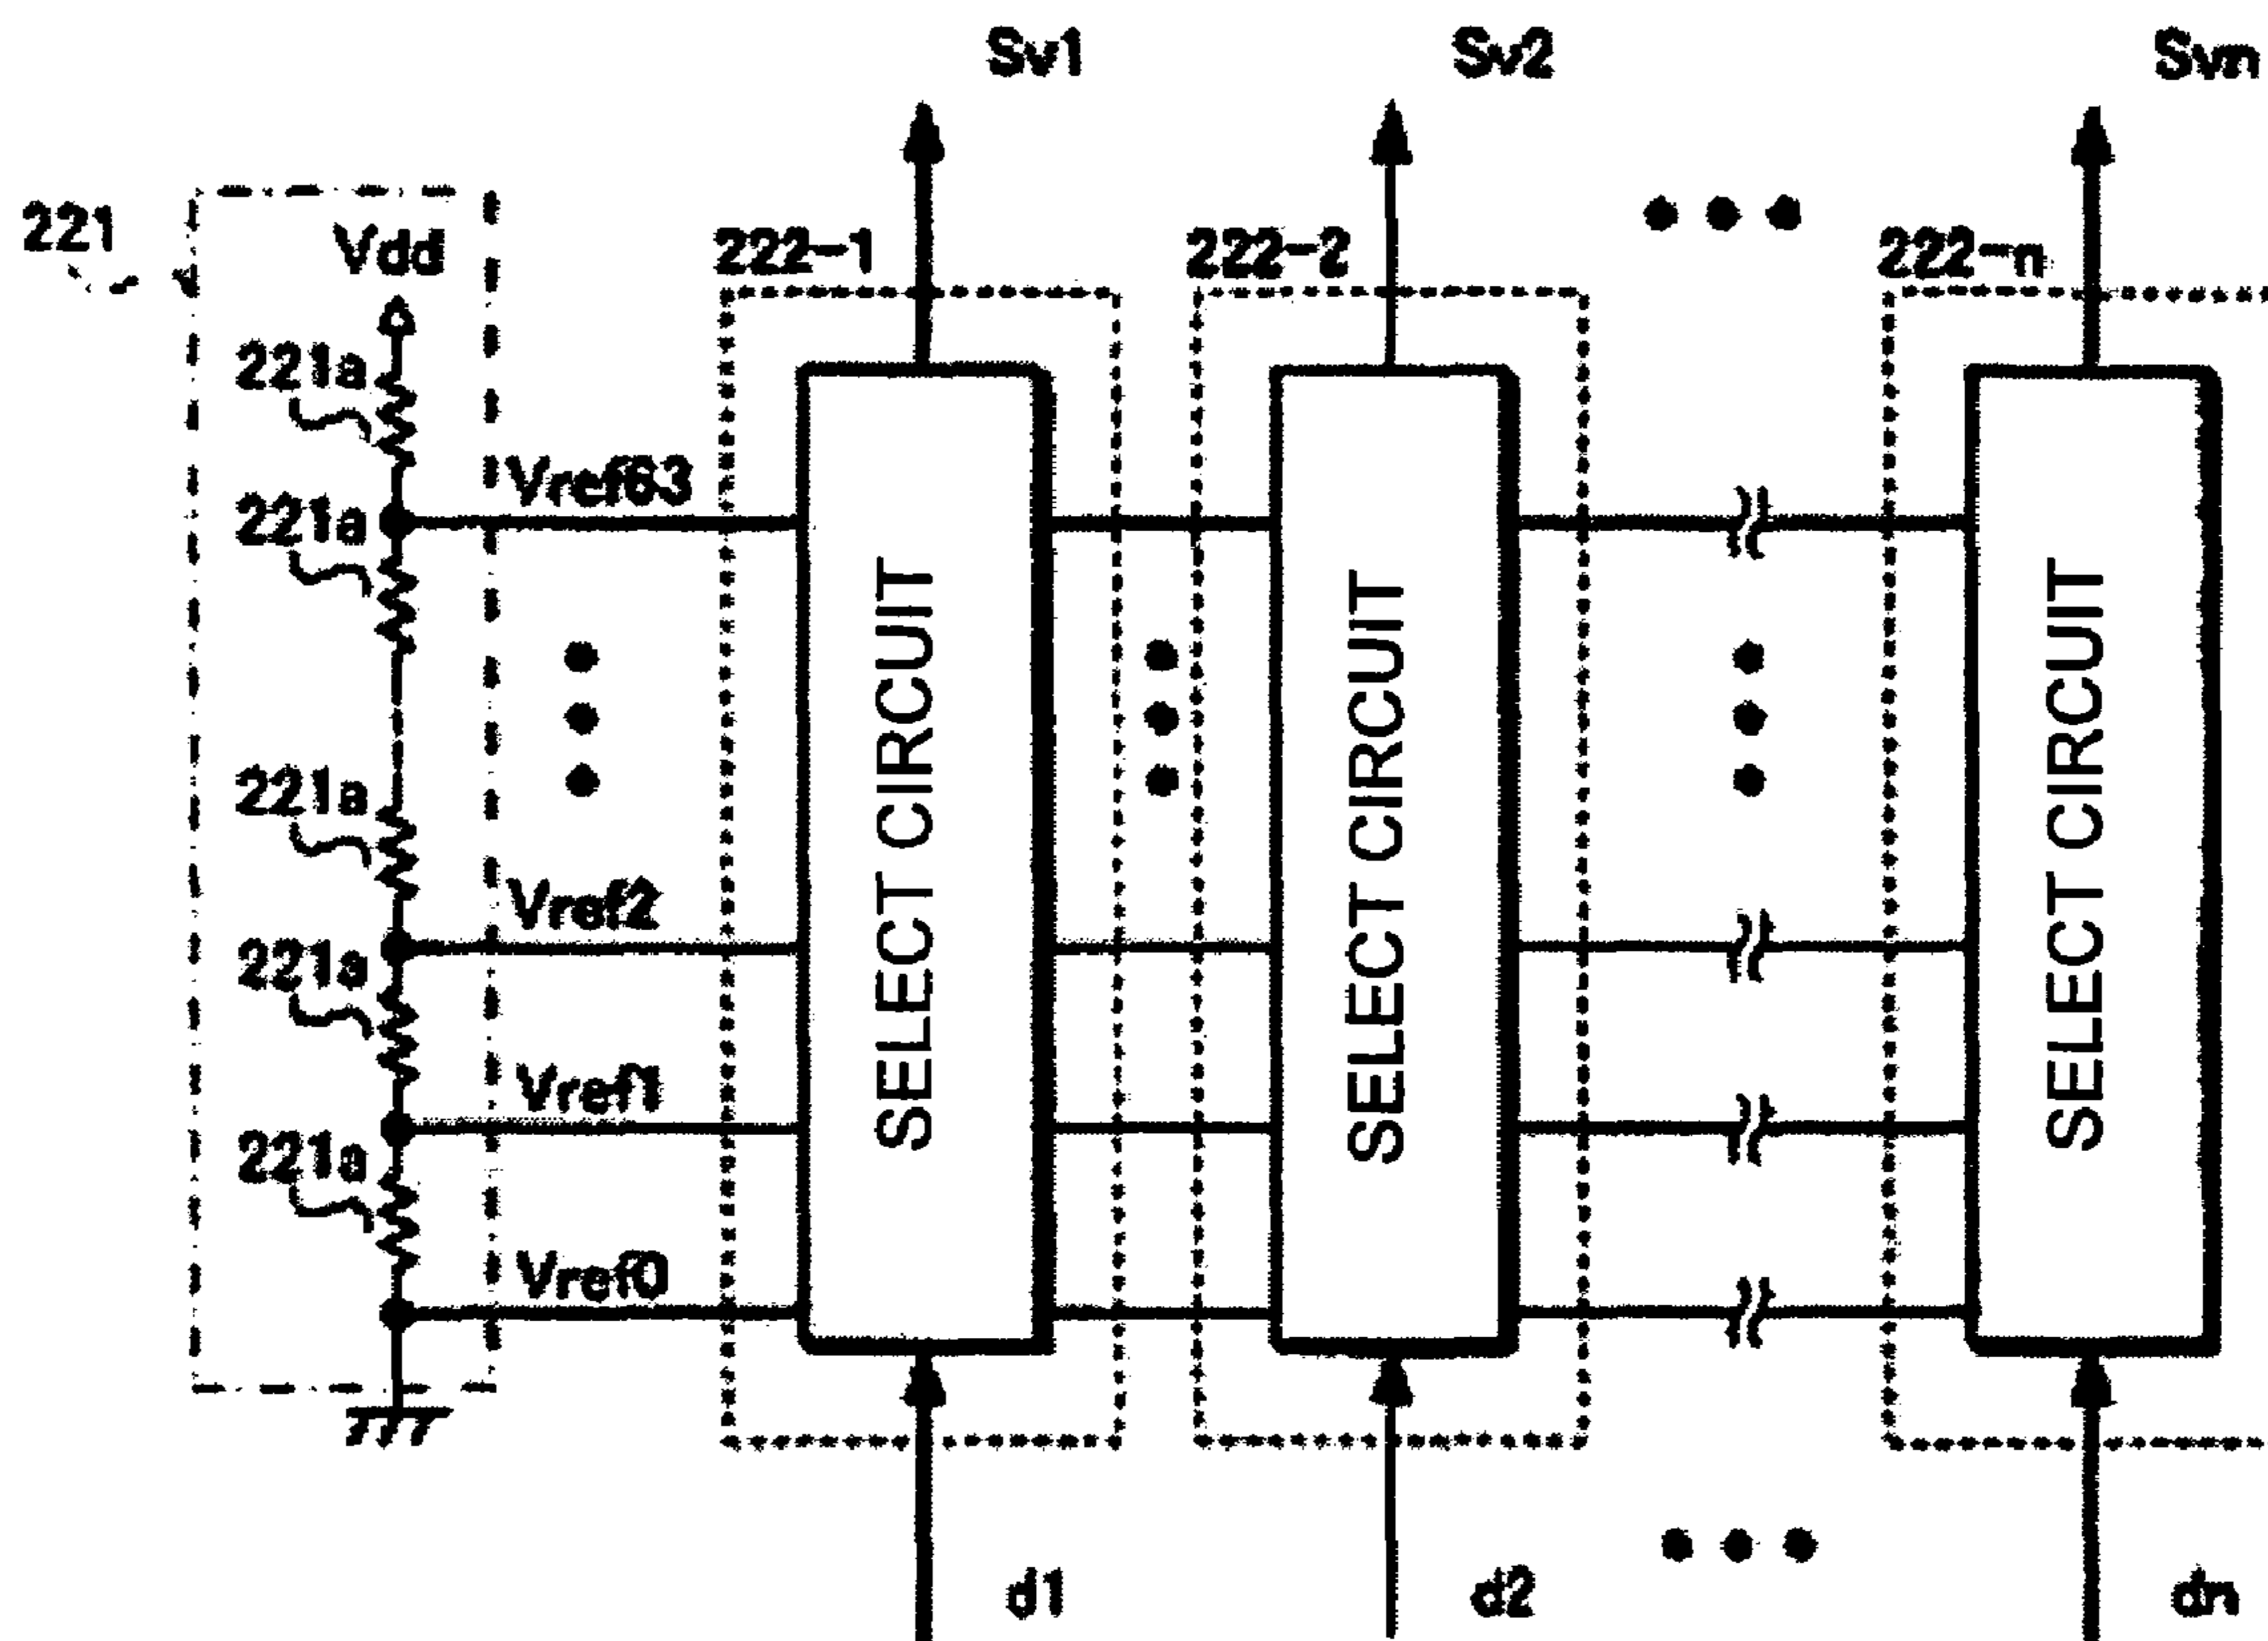 Sv1
Sv2
Svn
221
Vdd
222-1
222-2
222-n
221a
Vref63
221a
SELECT CIRCUIT
SELECT CIRCUIT
SELECT CIRCUIT
221a
Vref2
221a
Vref1
221a
Vref0
d1
d2
dn